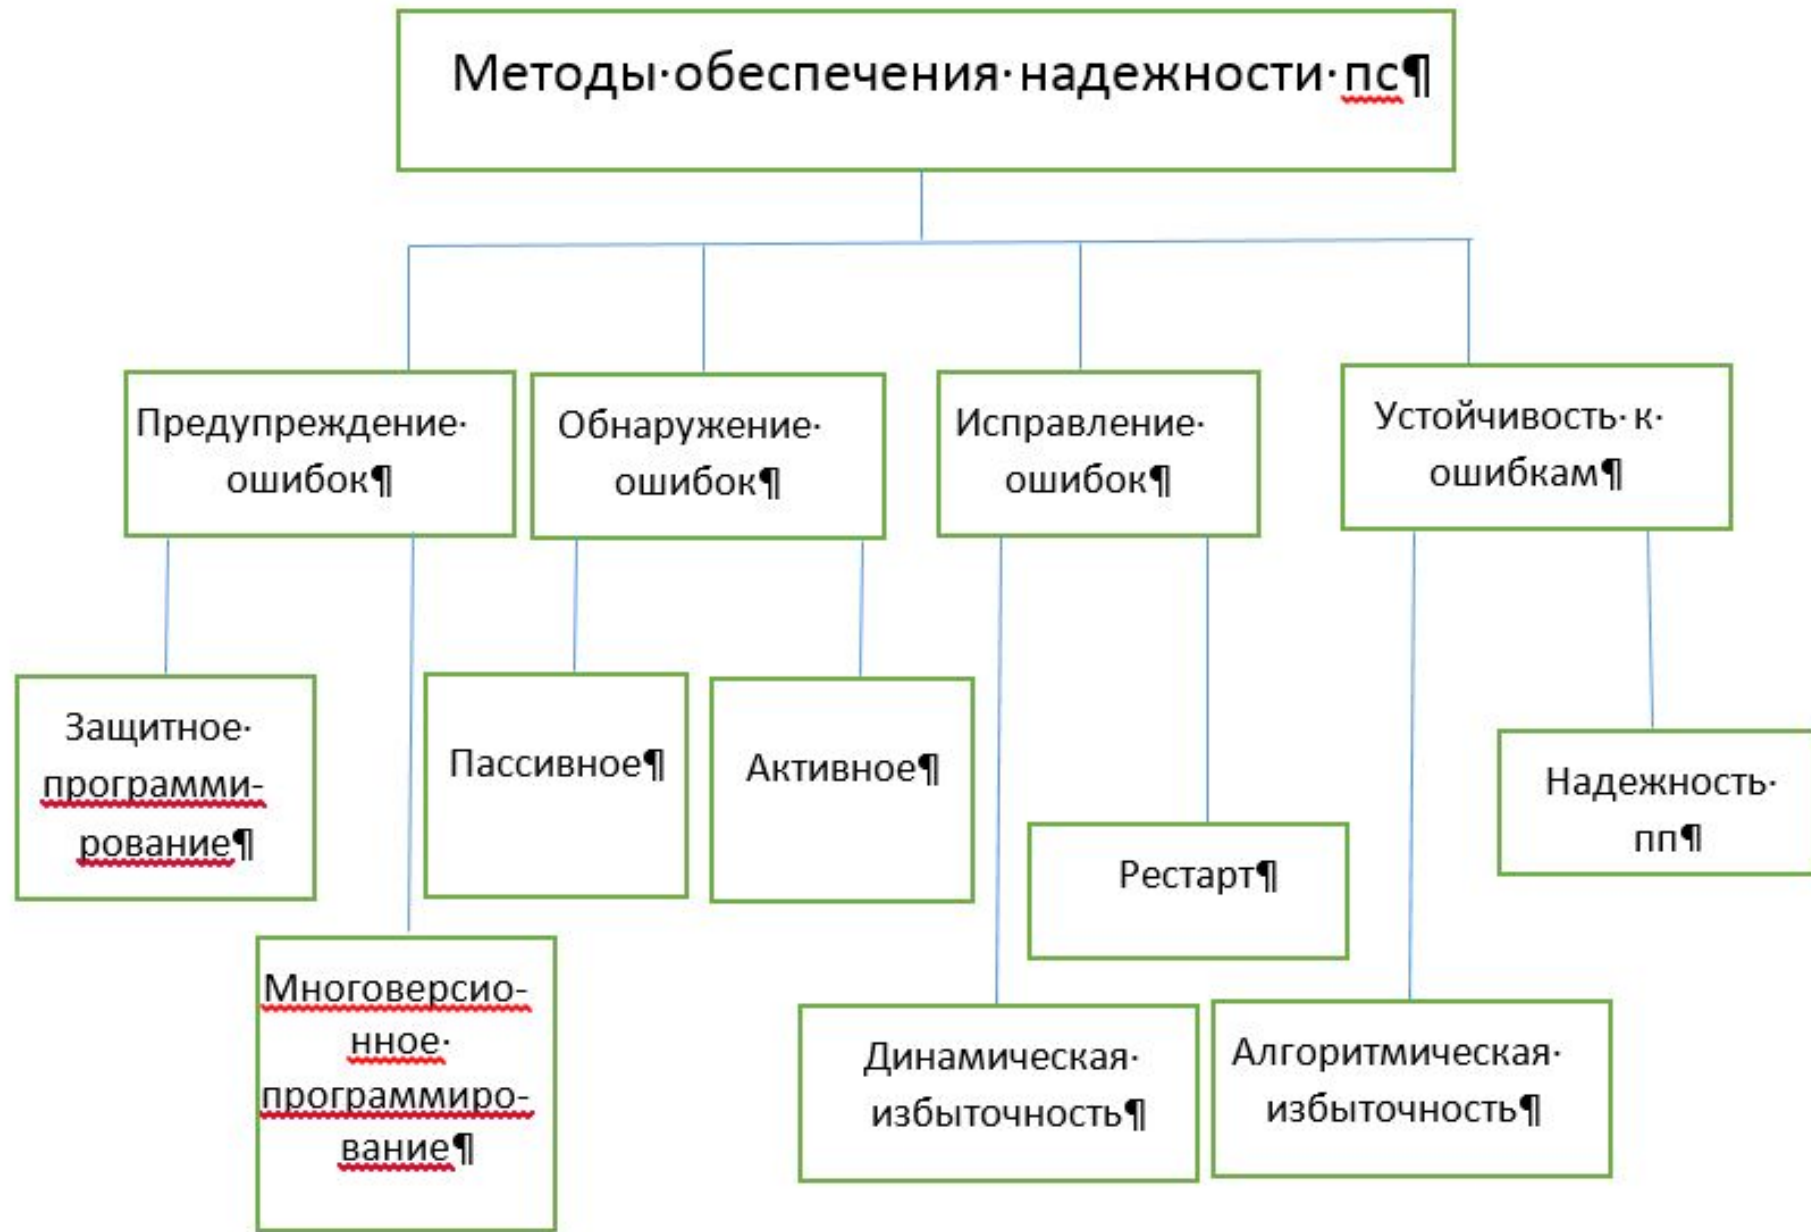 Методы·обеспечения·надежности·пс¶
Предупреждение·
ошибок¶
Обнаружение·
ошибок¶
Исправление·
ошибок¶
Устойчивость·к·
ошибкам¶
Защитное·
программи-
рование¶
Пассивное¶
Активное¶
Надежность·
пп¶
Рестарт¶
Многоверсио-
нное·
программиро-
вание¶
Динамическая·
избыточность¶
Алгоритмическая·
избыточность¶